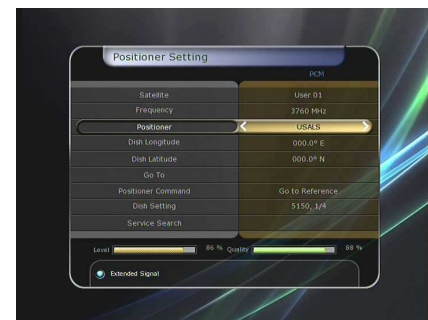 Positioner Setting
PCM
Satellite User 01
Frequency 3760 MHz
Positioner USALS
Dish Longitude 000.0° E
Dish Latitude 000.0° N
Go To
Positioner Command Go to Reference
Dish Setting 5150, 1/4
Service Search
Level 86 % Quality 88 %
Extended Signal